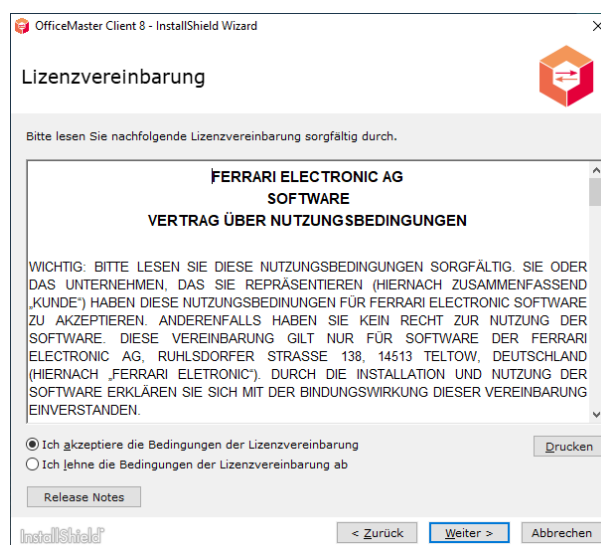 OfficeMaster Client 8 - InstallShield Wizard
Lizenzvereinbarung
Bitte lesen Sie nachfolgende Lizenzvereinbarung sorgfältig durch.
FERRARI ELECTRONIC AG
SOFTWARE
VERTRAG ÜBER NUTZUNGSBEDINGUNGEN
WICHTIG: BITTE LESEN SIE DIESE NUTZUNGSBEDINGUNGEN SORGFÄLTIG. SIE ODER
DAS UNTERNEHMEN, DAS SIE REPRÄSENTIEREN (HIERNACH ZUSAMMENFASSEND
„KUNDE“) HABEN DIESE NUTZUNGSBEDINUNGEN FÜR FERRARI ELECTRONIC SOFTWARE
ZU AKZEPTIEREN. ANDERENFALLS HABEN SIE KEIN RECHT ZUR NUTZUNG DER
SOFTWARE. DIESE VEREINBARUNG GILT NUR FÜR SOFTWARE DER FERRARI
ELECTRONIC AG, RUHLSDORFER STRASSE 138, 14513 TELTOW, DEUTSCHLAND
(HIERNACH „FERRARI ELETRONIC“). DURCH DIE INSTALLATION UND NUTZUNG DER
SOFTWARE ERKLÄREN SIE SICH MIT DER BINDUNGSWIRKUNG DIESER VEREINBARUNG
EINVERSTANDEN.
Ich akzeptiere die Bedingungen der Lizenzvereinbarung
Drucken
Ich lehne die Bedingungen der Lizenzvereinbarung ab
Release Notes
InstallShield
< Zurück
Weiter >
Abbrechen